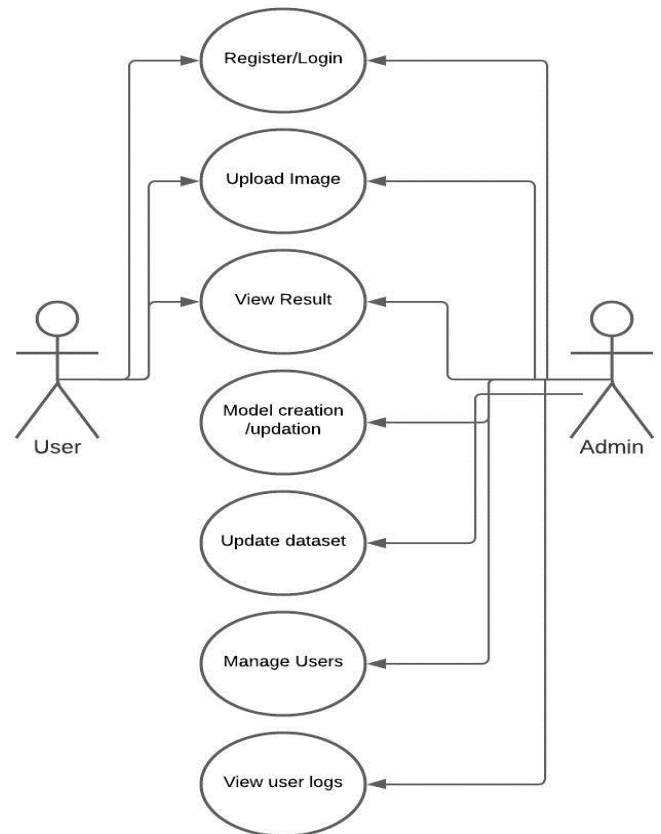 Register/Login
Upload Image
View Result
Model creation
/updation
User
Admin
Update dataset
Manage Users
View user logs